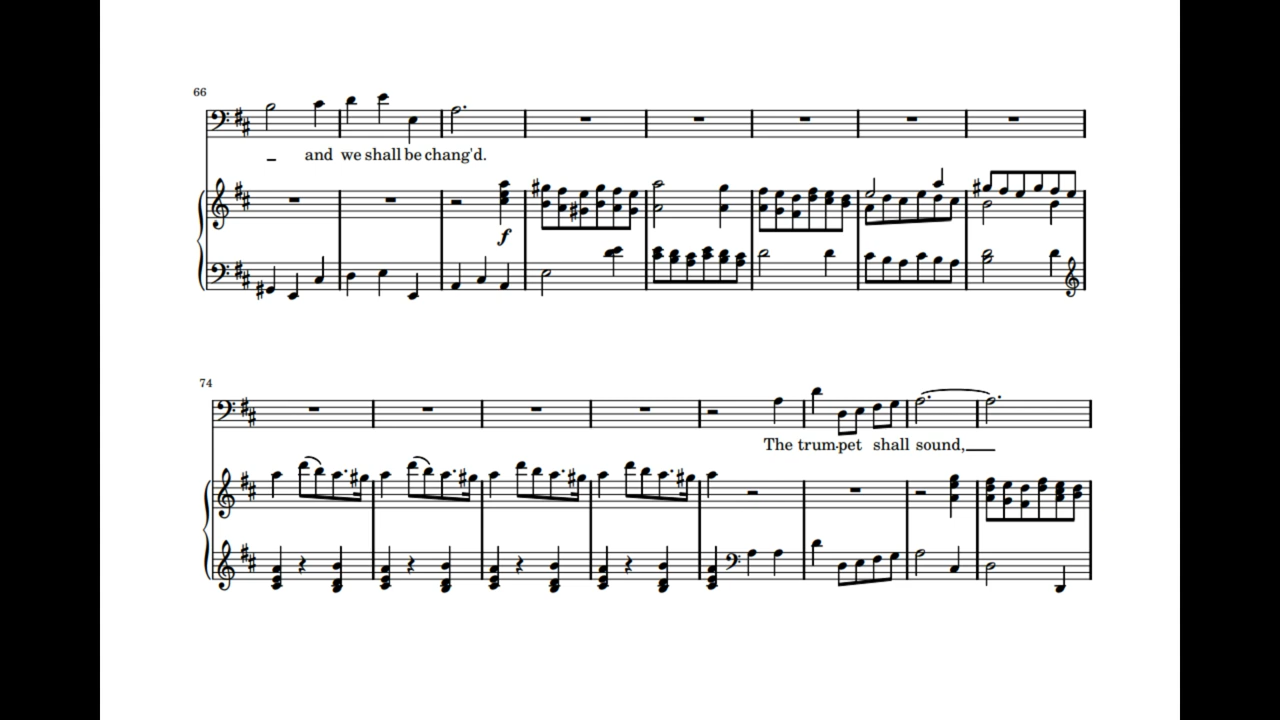 66
and we shall be chang'd.
f
74
The trum-pet shall sound,